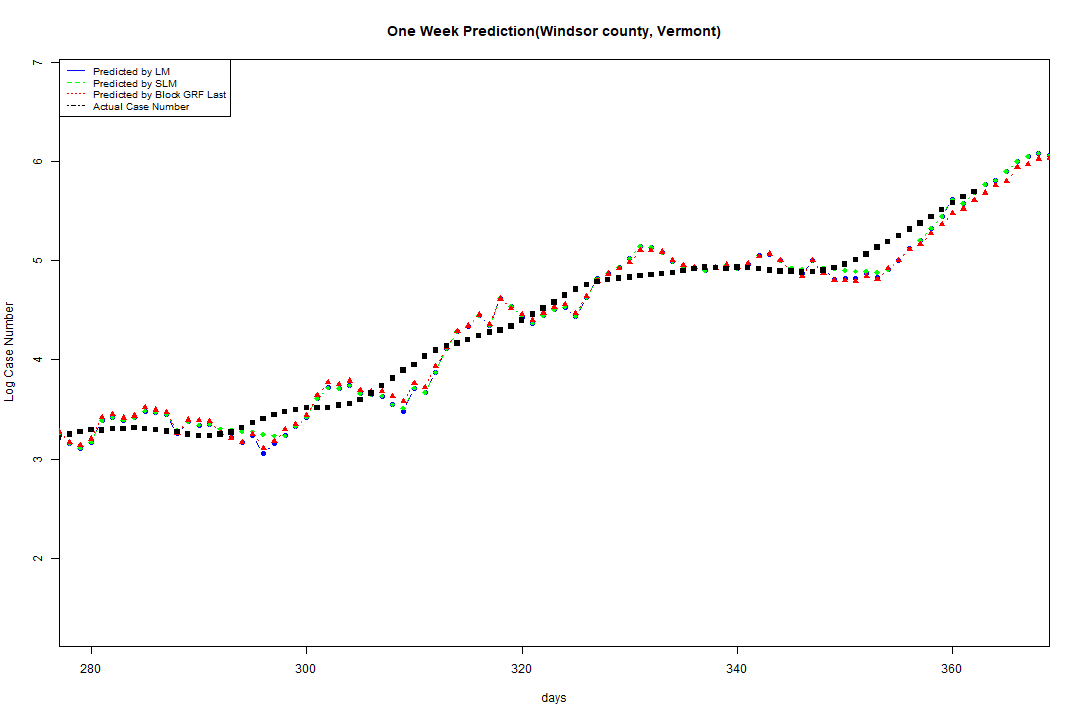 One Week Prediction(Windsor county, Vermont)
Predicted by LM
Predicted by SLM
Predicted by Block GRF Last
Actual Case Number
Log Case Number
7
6
5
4
3
2
280 300 320 340 360
days